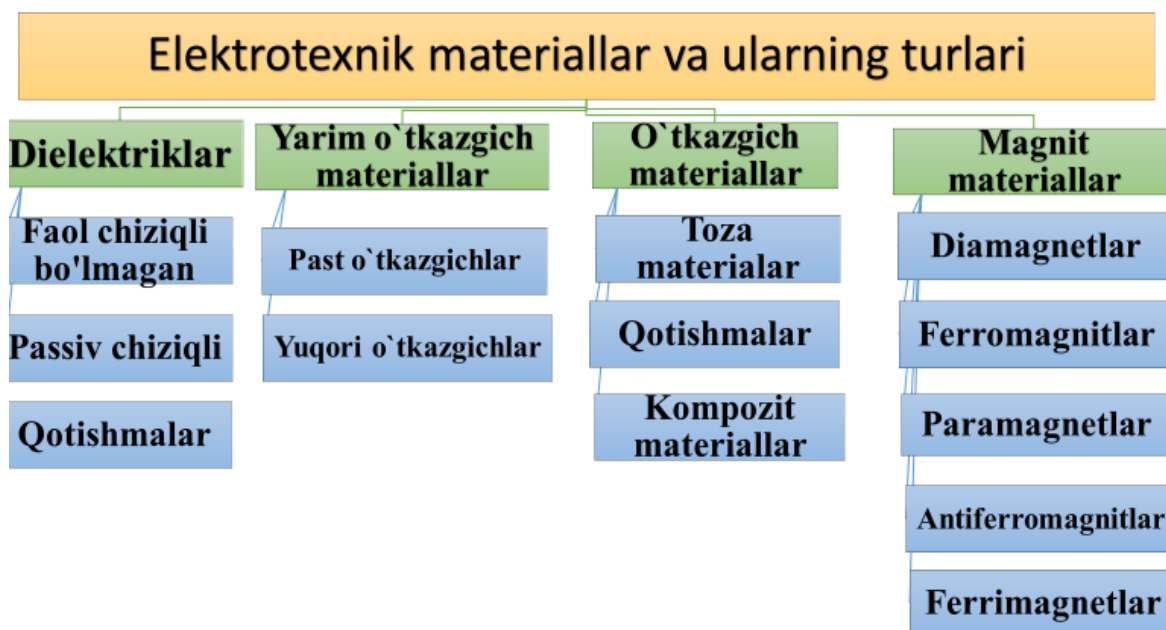 Elektrotexnik materiallar va ularning turlari
Dielektriklar
Faol chiziqli
bo'lmagan
Passiv chiziqli
Qotishmalar
Yarim o`tkazgich
materiallar
Past o`tkazgichlar
Yuqori o`tkazgichlar
O`tkazgich
materiallar
Toza
materialar
Qotishmalar
Kompozit
materiallar
Magnit
materiallar
Diamagnetlar
Ferromagnitlar
Paramagnetlar
Antiferromagnitlar
Ferrimagnetlar